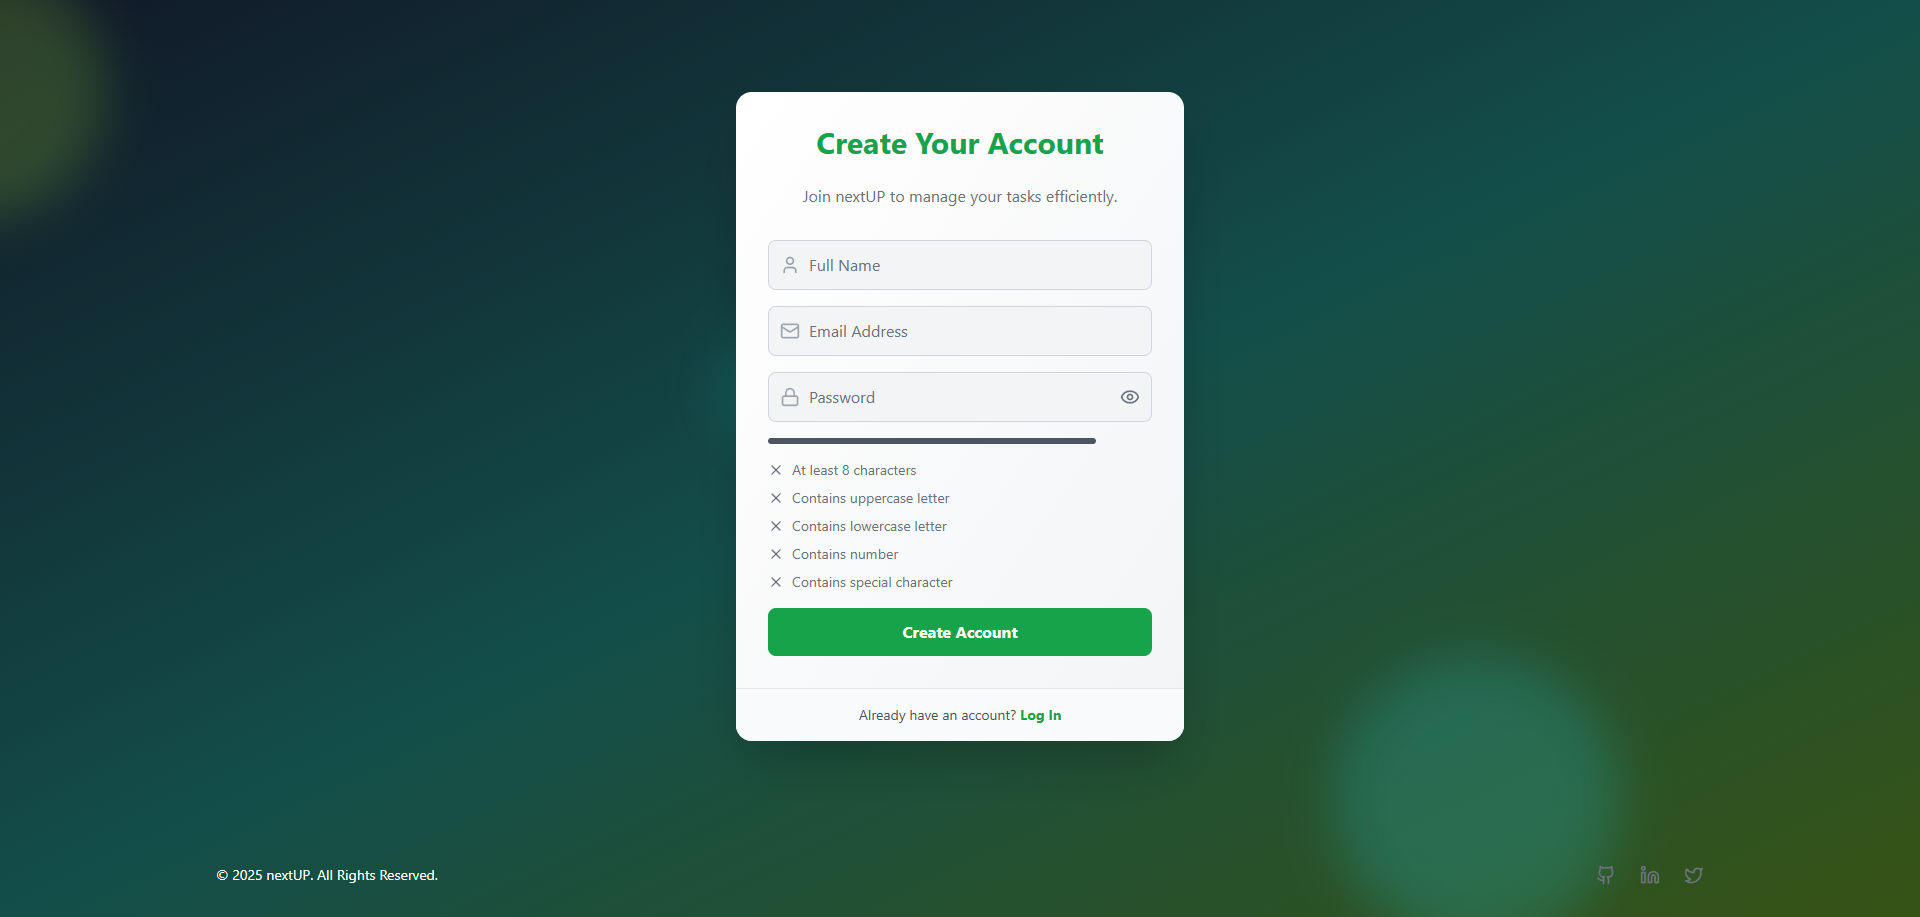 Create Your Account
Join nextUP to manage your tasks efficiently.
Full Name
Email Address
Password
At least 8 characters
Contains uppercase letter
Contains lowercase letter
Contains number
Contains special character
Create Account
Already have an account? Log In
© 2025 nextUP. All Rights Reserved.